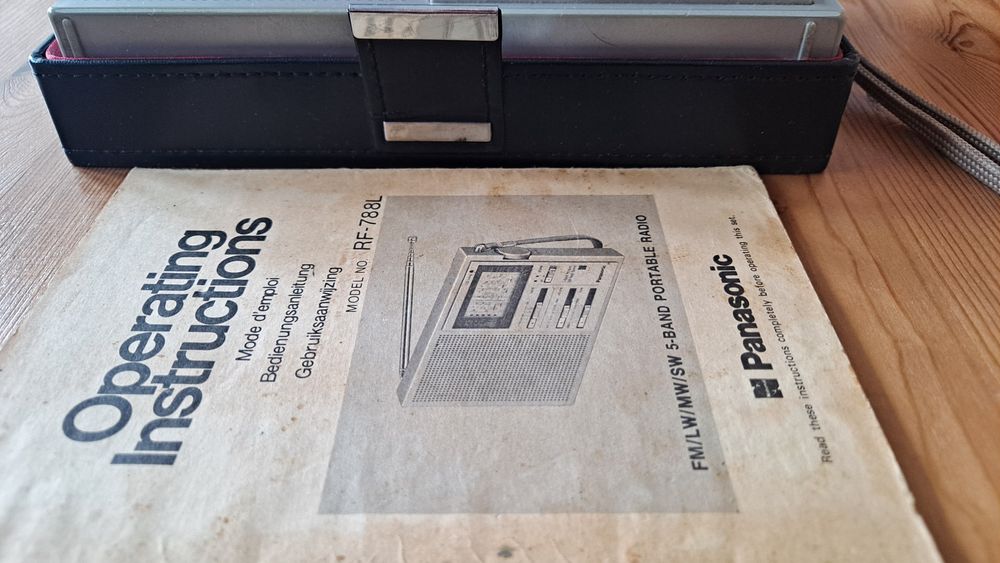 Operating
Instructions
Mode d'emploi
Bedienungsanleitung
Gebruiksaanwijzing
MODEL NO. RF-788L
Panasonic
FM/LW/MW/SW 5-BAND PORTABLE RADIO
Panasonic
Read these instructions completely before operating this set.